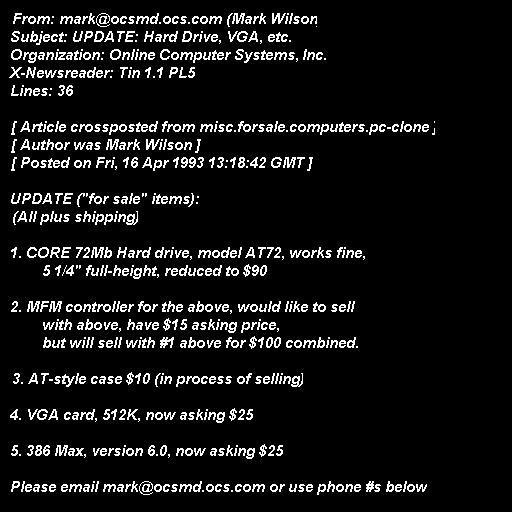 From: mark@ocsmd.ocs.com (Mark Wilson)
Subject: UPDATE: Hard Drive, VGA, etc.
Organization: Online Computer Systems, Inc.
X-Newsreader: Tin 1.1 PL5
Lines: 36
[ Article crossposted from misc.forsale.computers.pc-clone ]
[ Author was Mark Wilson ]
[ Posted on Fri, 16 Apr 1993 13:18:42 GMT ]
UPDATE ("for sale" items):
(All plus shipping)
1. CORE 72Mb Hard drive, model AT72, works fine,
5 1/4" full-height, reduced to $90
2. MFM controller for the above, would like to sell
with above, have $15 asking price,
but will sell with #1 above for $100 combined.
3. AT-style case $10 (in process of selling)
4. VGA card, 512K, now asking $25
5. 386 Max, version 6.0, now asking $25
Please email mark@ocsmd.ocs.com or use phone #s below